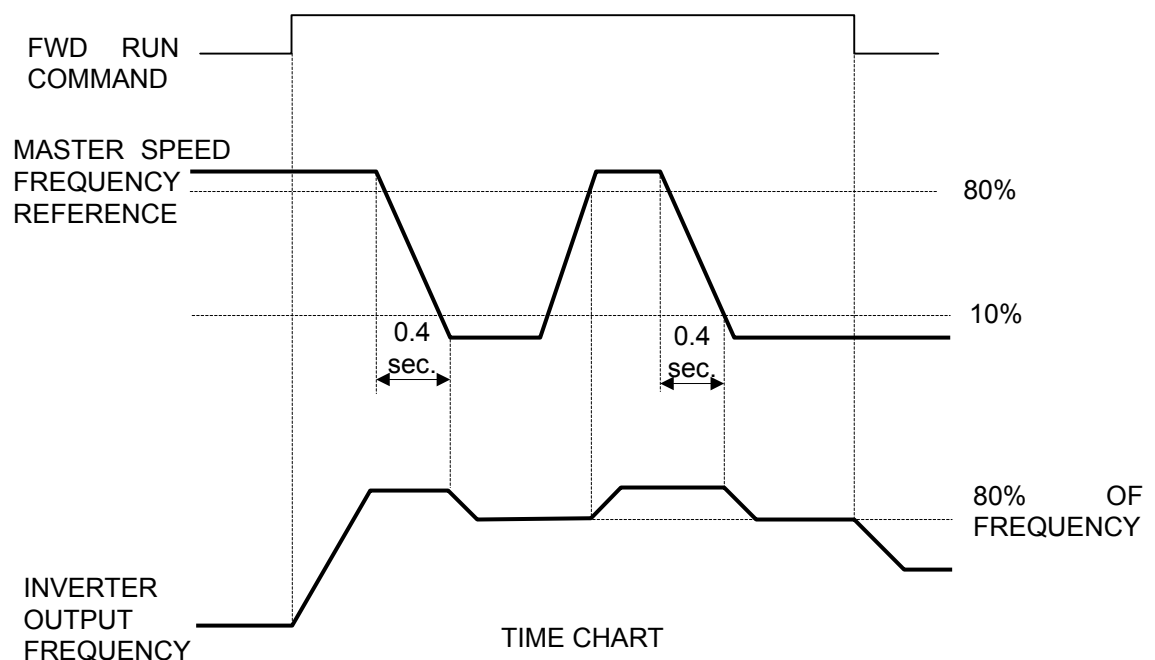 FWD RUN
COMMAND
MASTER SPEED
FREQUENCY
REFERENCE
80%
10%
0.4
sec.
0.4
sec.
80% OF
FREQUENCY
INVERTER
OUTPUT
FREQUENCY
TIME CHART